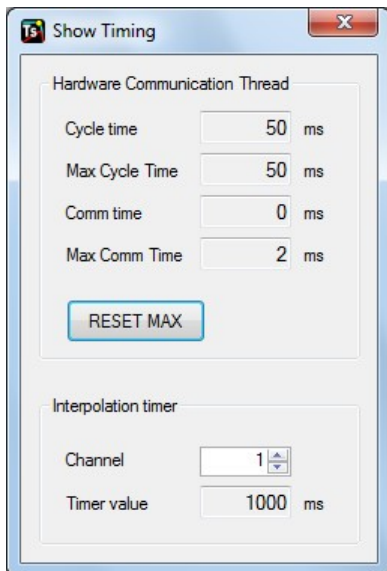 TS Show Timing
Hardware Communication Thread
Cycle time 50 ms
Max Cycle Time 50 ms
Comm time 0 ms
Max Comm Time 2 ms
RESET MAX
Interpolation timer
Channel 1
Timer value 1000 ms